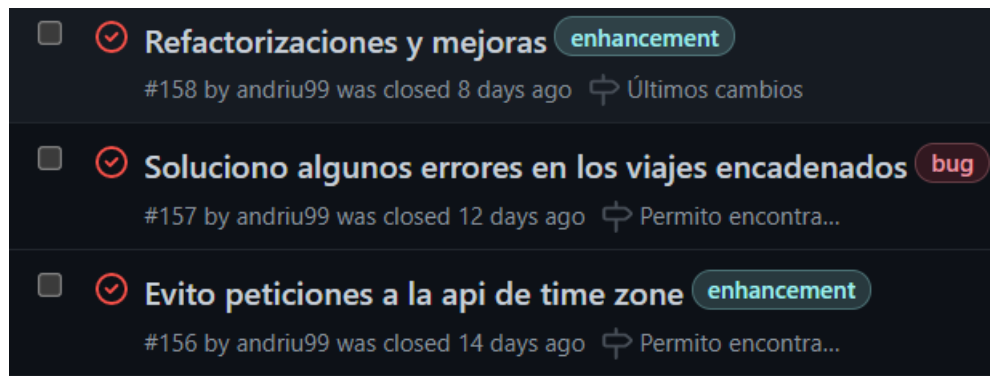 Refactorizaciones y mejoras enhancement
#158 by andriu99 was closed 8 days ago Últimos cambios
Soluciono algunos errores en los viajes encadenados bug
#157 by andriu99 was closed 12 days ago Permito encontra...
Evito peticiones a la api de time zone enhancement
#156 by andriu99 was closed 14 days ago Permito encontra...